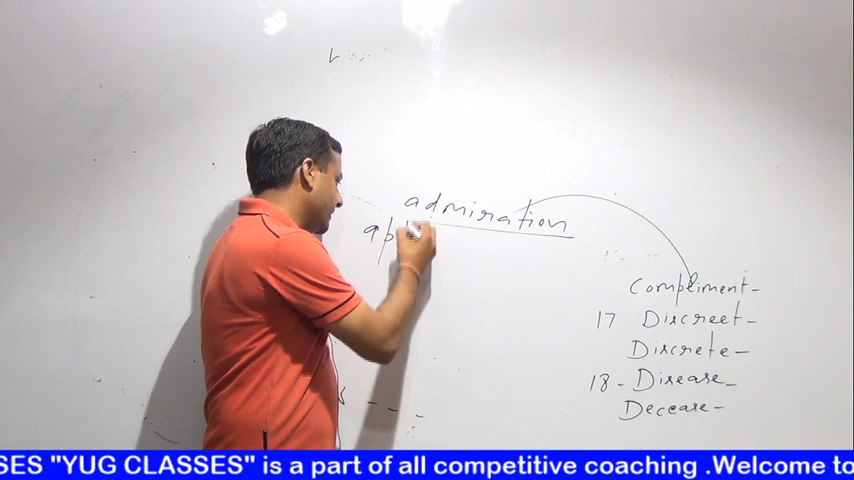 admiration
ap
Compliment-
17 Discreet-
Discrete-
18- Disease-
Decease-
SES "YUG CLASSES" is a part of all competitive coaching .Welcome to